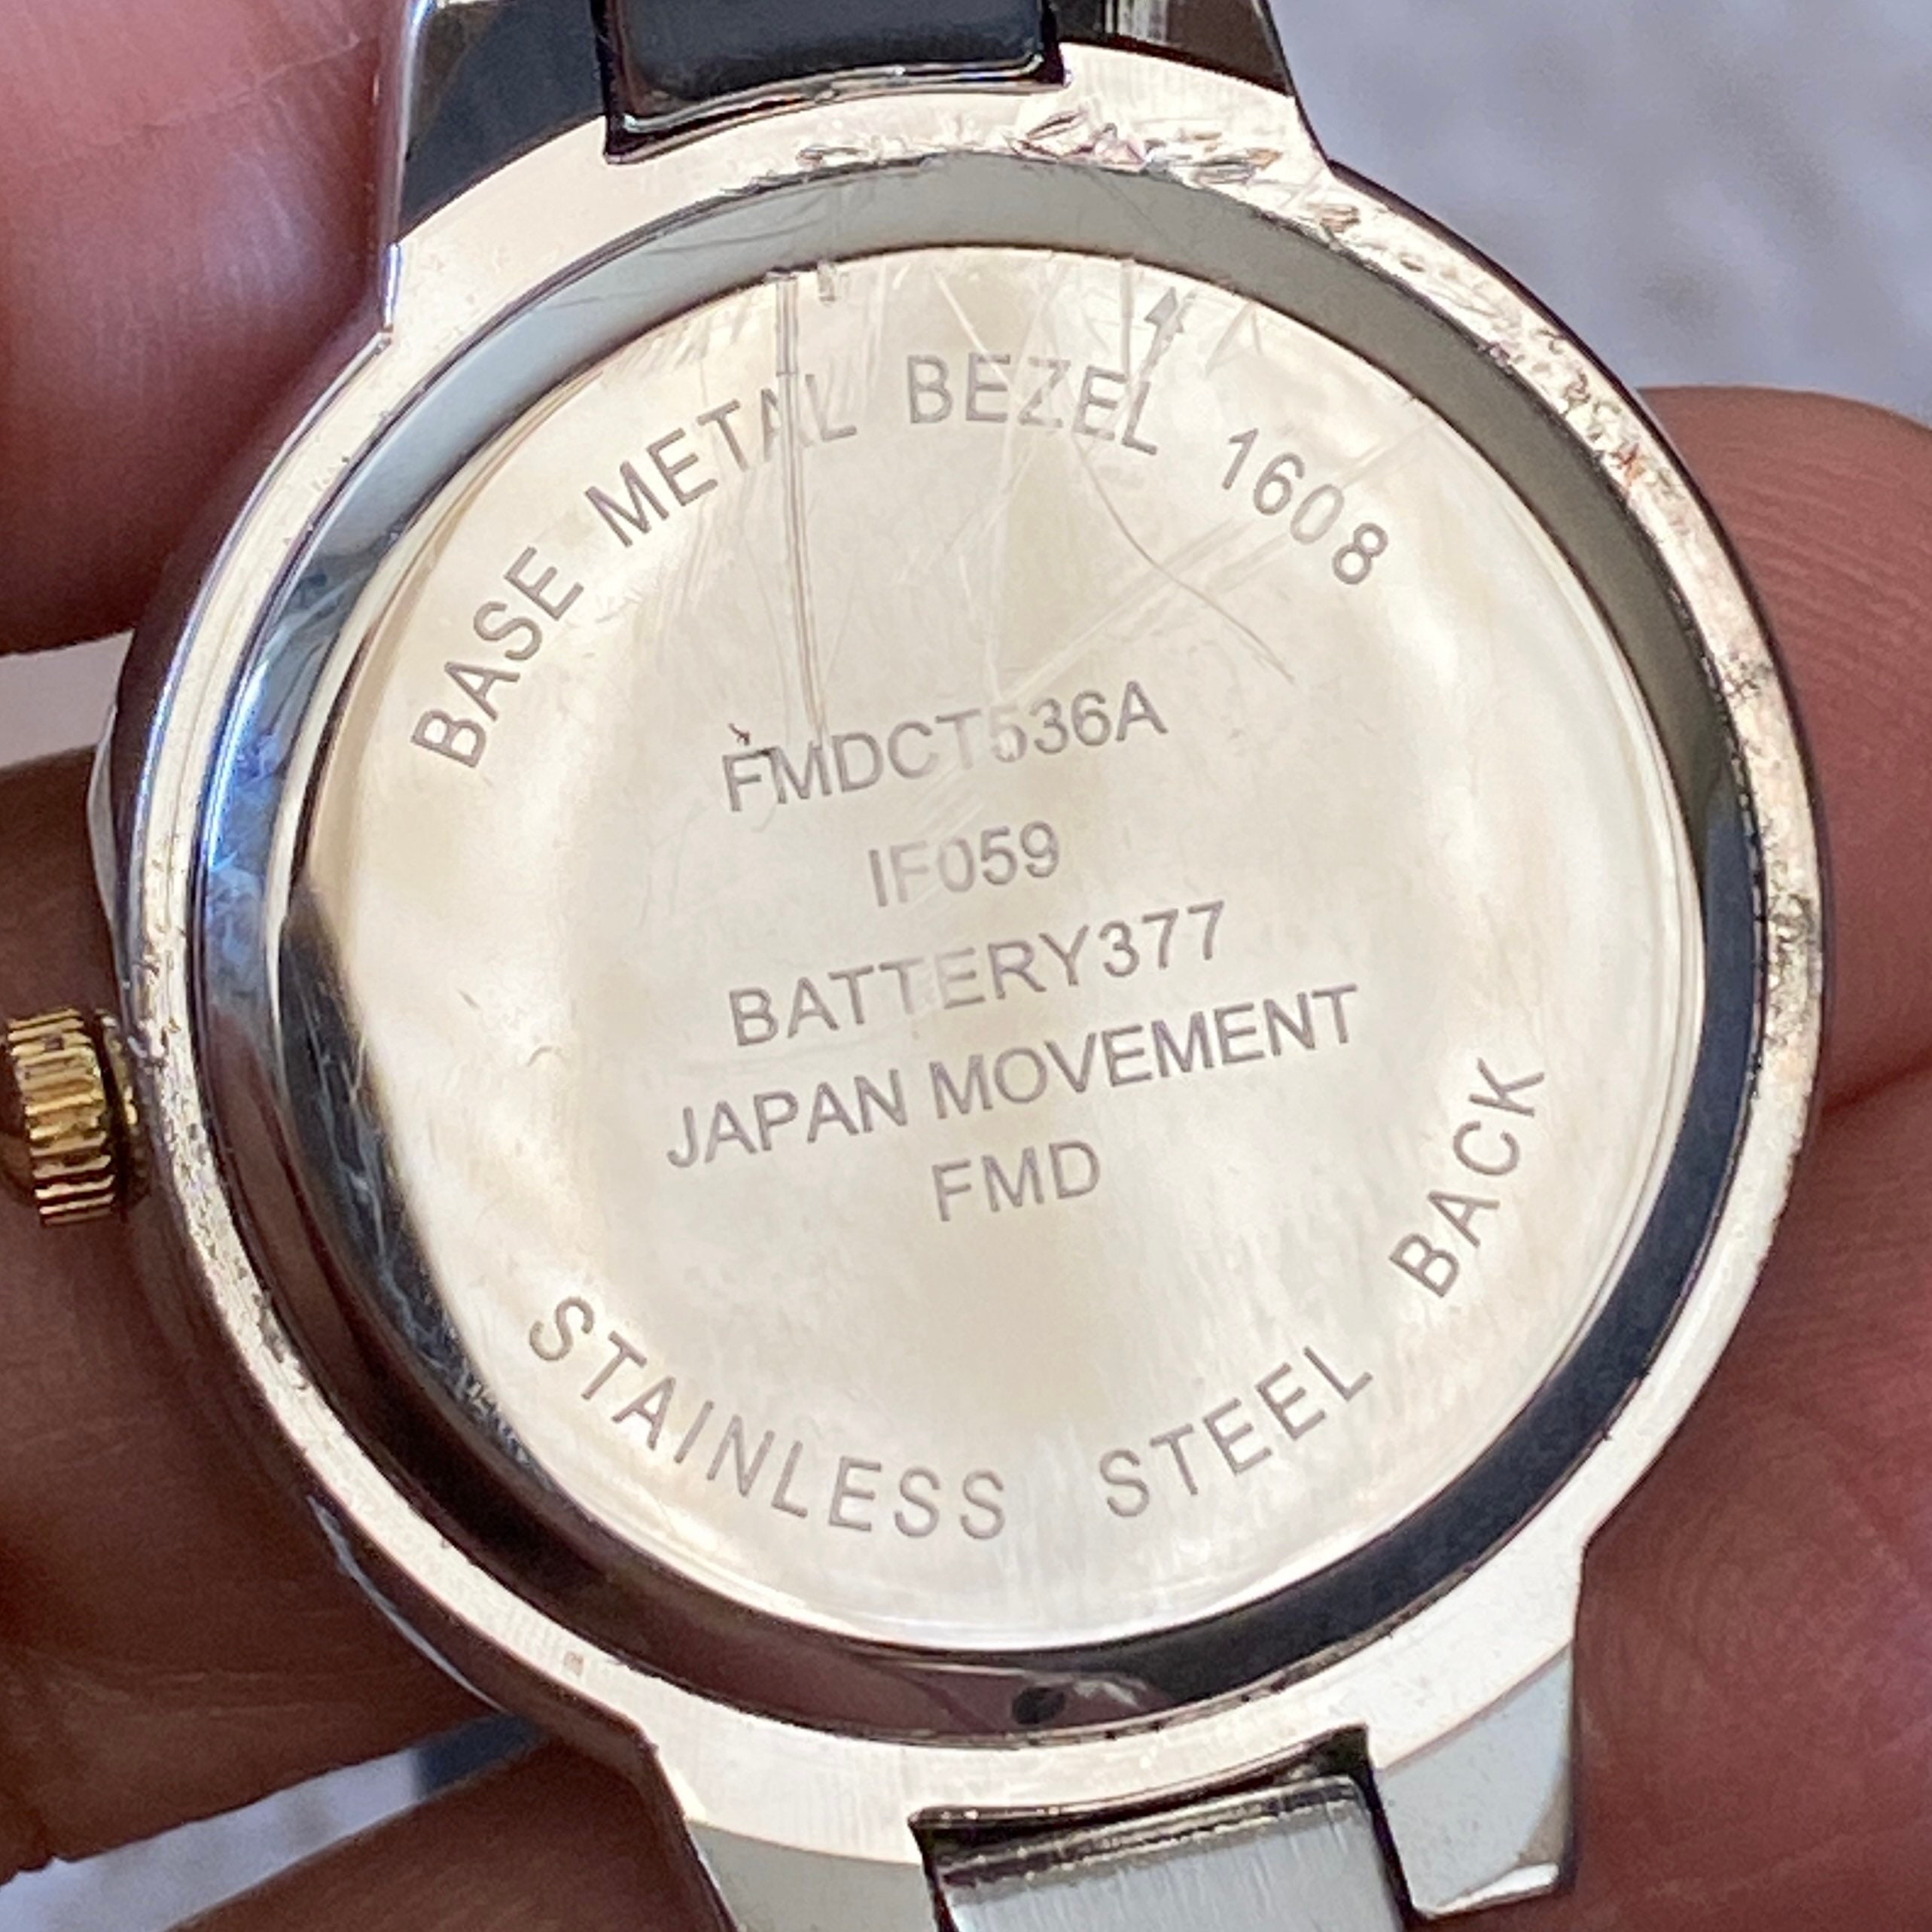 BASE METAL BEZEL 1608
FMDCT536A
IF059
BATTERY377
JAPAN MOVEMENT
FMD
STAINLESS STEEL BACK